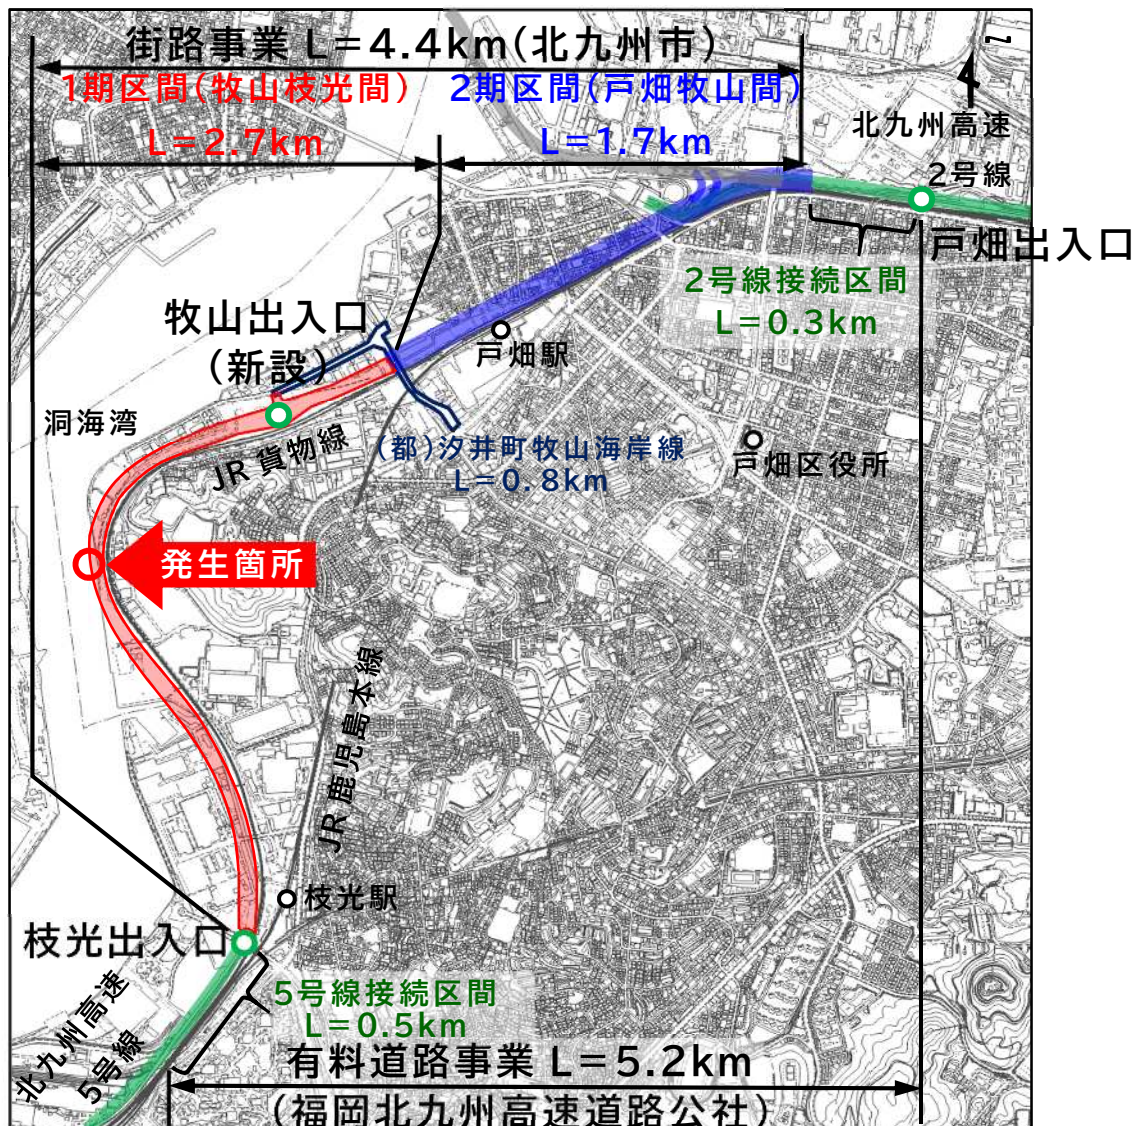 街路事業 L=4.4km(北九州市)
1期区間(牧山枝光間)
L=2.7km
2期区間(戸畑牧山間)
L=1.7km
Z
北九州高速
2号線
戸畑出入口
2号線接続区間
L=0.3km
牧山出入口
(新設)
戸畑駅
洞海湾
JR 貨物線
(都)汐井町牧山海岸線
L=0.8km
戸畑区役所
発生箇所
JR 鹿児島本線
枝光駅
枝光出入口
北九州高速
5号線
5号線接続区間
L=0.5km
有料道路事業 L=5.2km
(福岡北九州高速道路公社)